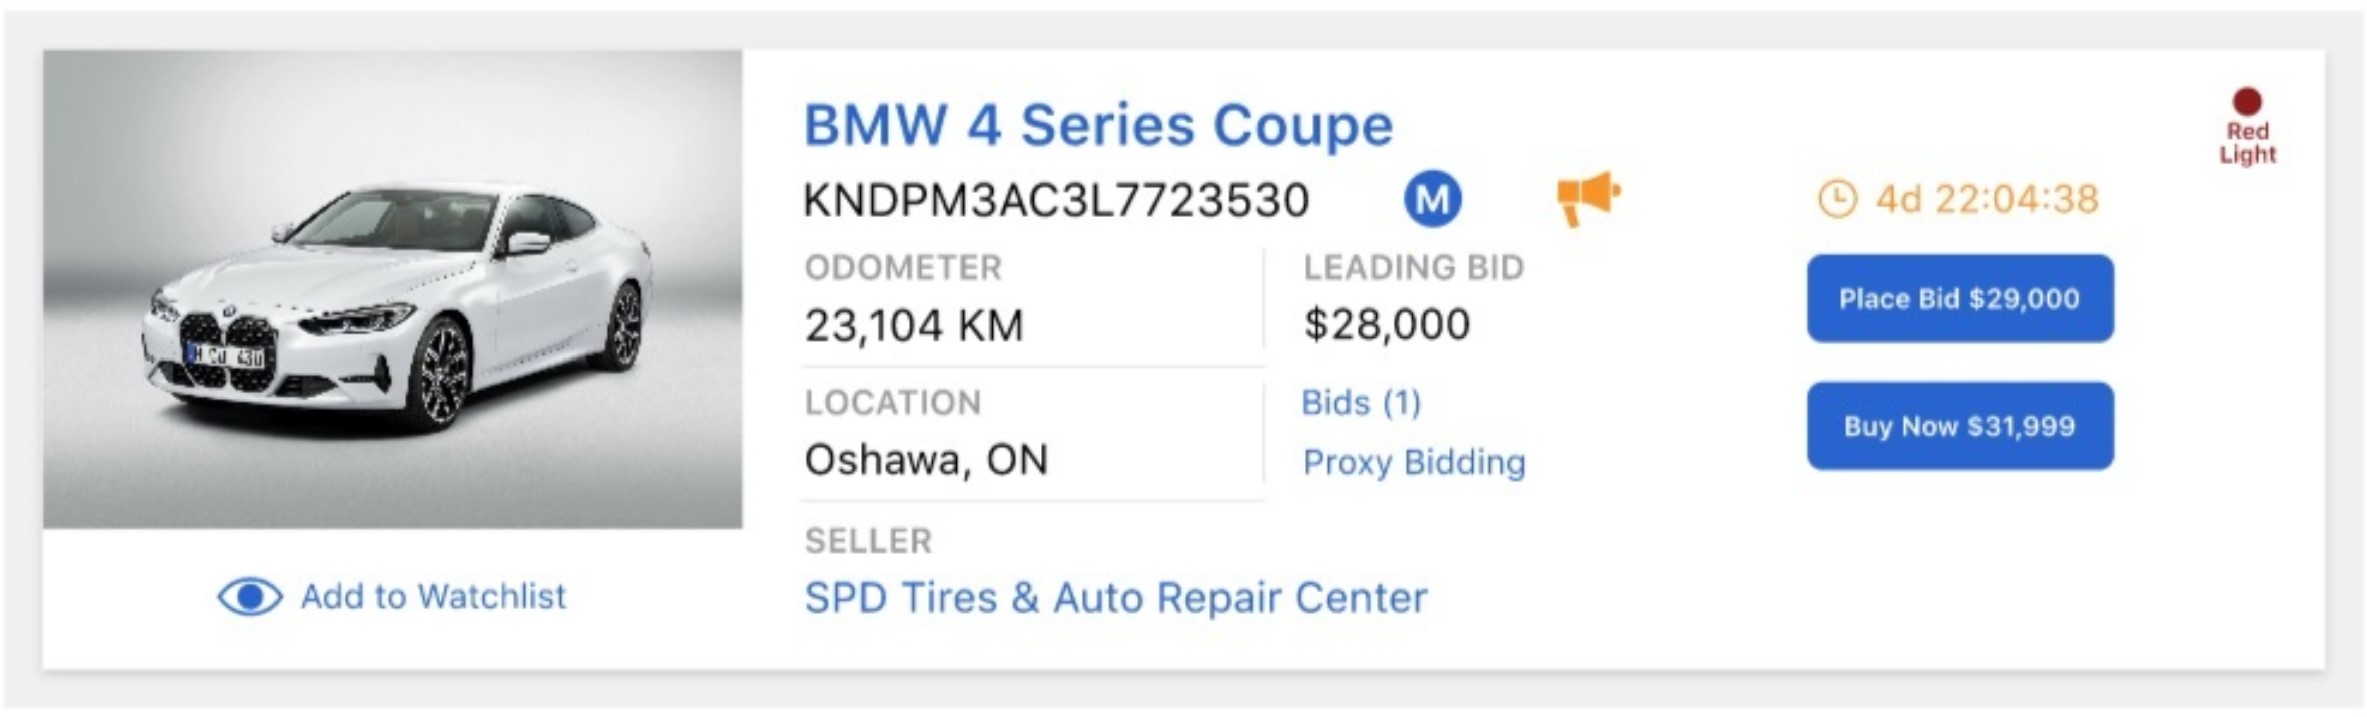 BMW 4 Series Coupe
KNDPM3AC3L7723530
M
4d 22:04:38
Red
Light
ODOMETER
23,104 KM
LEADING BID
$28,000
Place Bid $29,000
LOCATION
Oshawa, ON
Bids (1)
Proxy Bidding
Buy Now $31,999
SELLER
SPD Tires & Auto Repair Center
Add to Watchlist